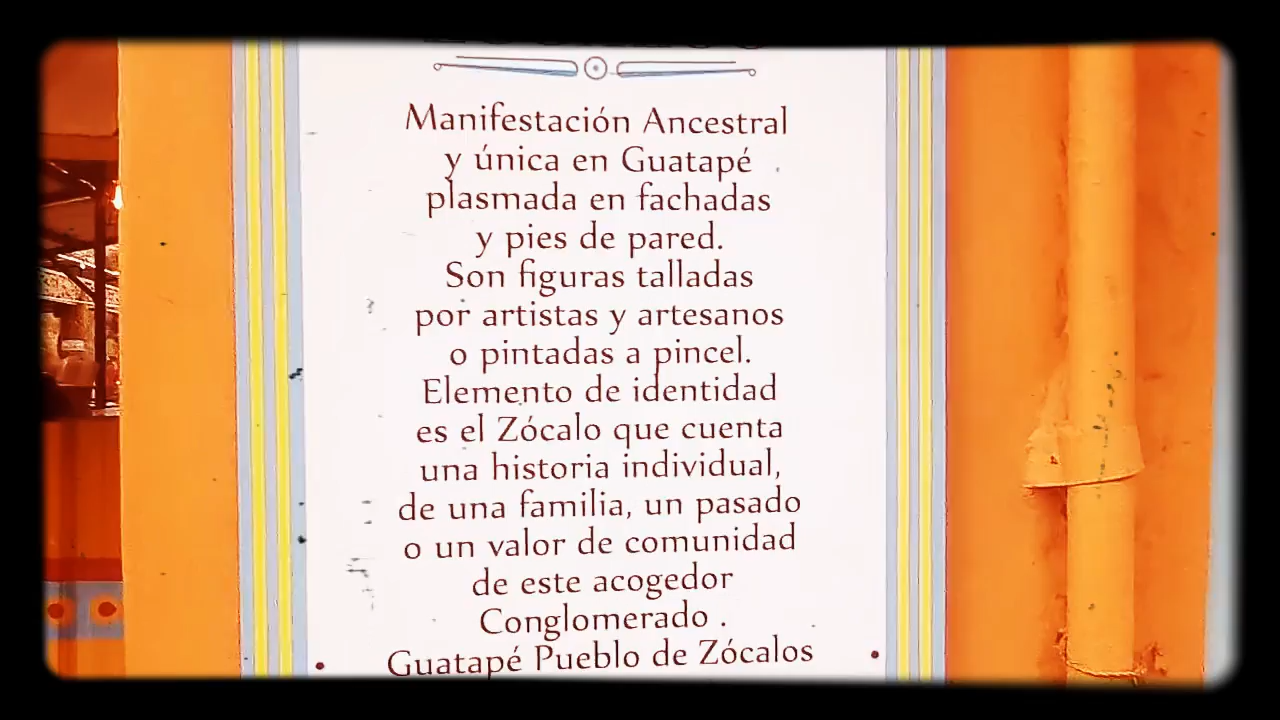 Manifestación Ancestral
y única en Guatapé
plasmada en fachadas
y pies de pared.
Son figuras talladas
por artistas y artesanos
o pintadas a pincel.
Elemento de identidad
es el Zócalo que cuenta
una historia individual,
de una familia, un pasado
o un valor de comunidad
de este acogedor
Conglomerado .
Guatapé Pueblo de Zócalos